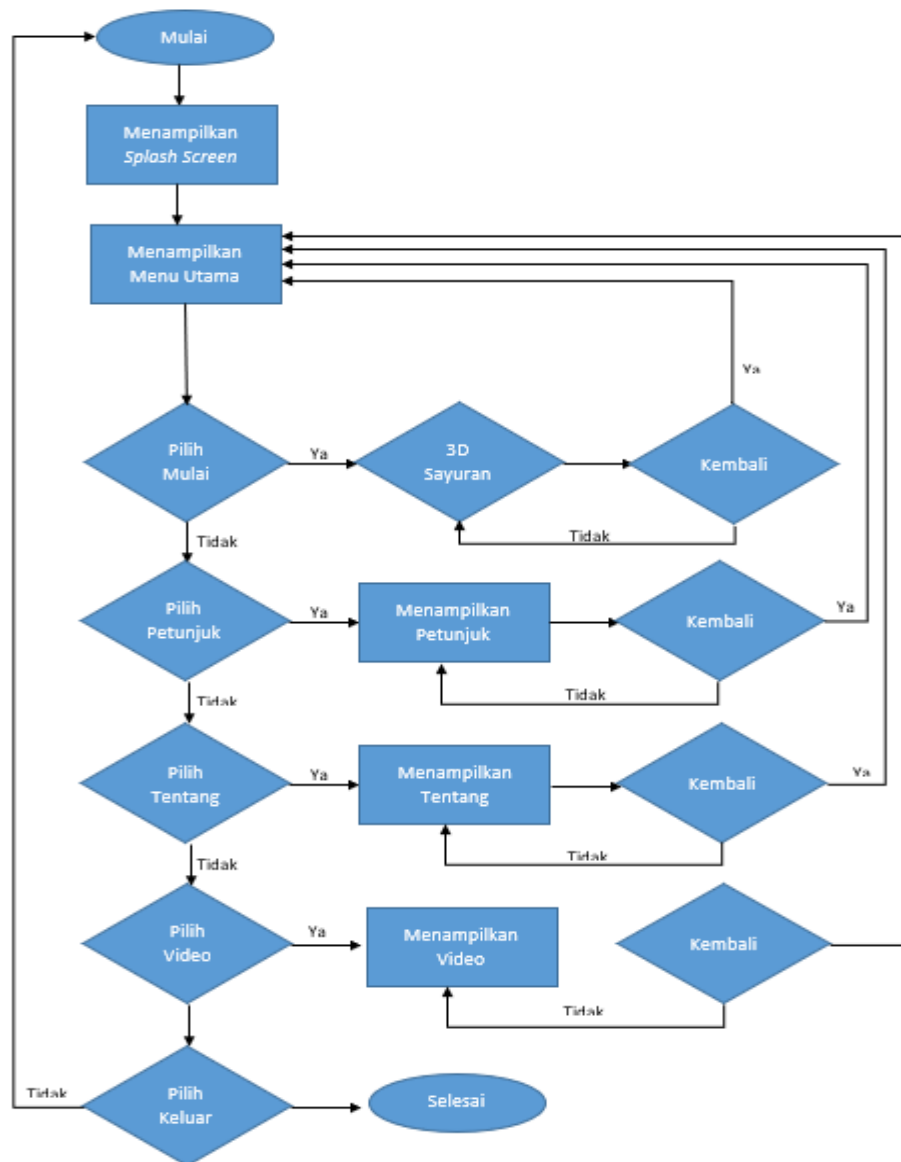 Mulai
Menampilkan
Splash Screen
Menampilkan
Menu Utama
Ya
Pilih
Mulai
Ya
3D
Sayuran
Kembali
Tidak
Tidak
Pilih
Petunjuk
Ya
Menampilkan
Petunjuk
Kembali
Ya
Tidak
Tidak
Pilih
Tentang
Ya
Menampilkan
Tentang
Kembali
Ya
Tidak
Tidak
Pilih
Video
Ya
Menampilkan
Video
Kembali
Tidak
Tidak
Pilih
Keluar
Selesai